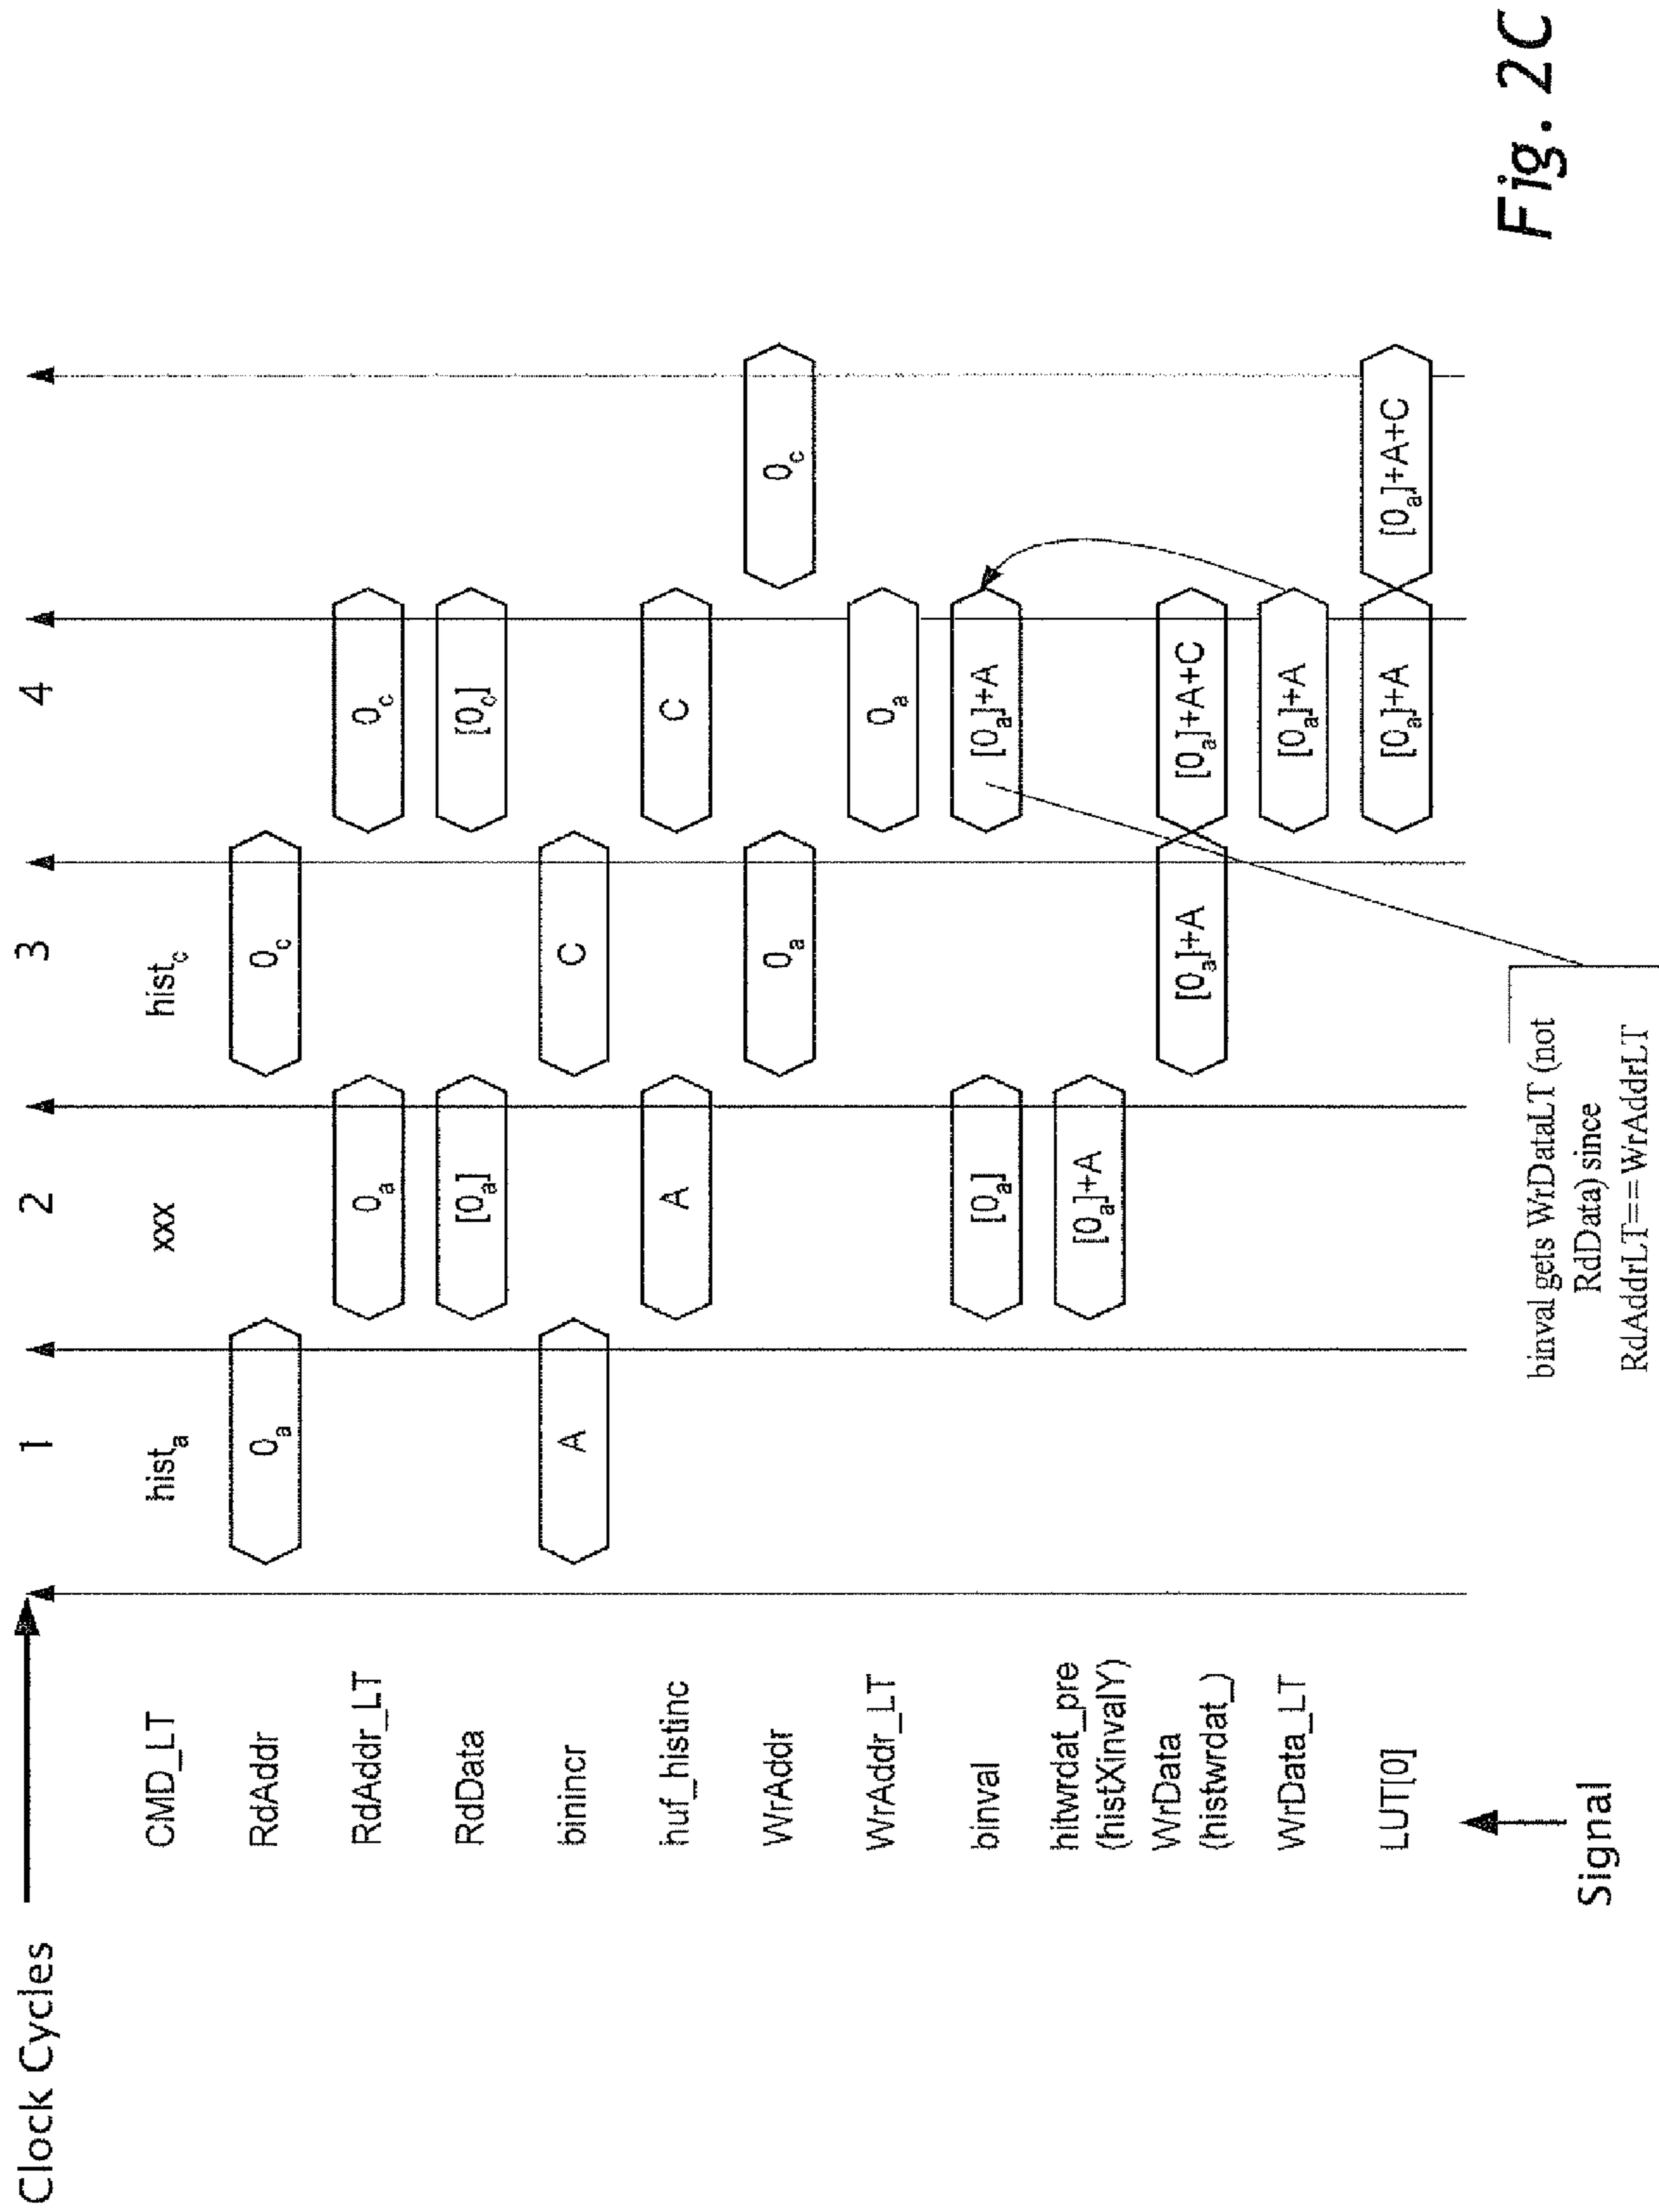 Clock Cycles 1 2 3 4
CMD_LT hist_a xxx hist_c
RdAddr 0_a 0_c
RdAddr_LT 0_a 0_c
RdData [0_a] [0_c]
binincr A C
huf_histinc A C
WrAddr 0_a 0_c
WrAddr_LT 0_a
binval [0_a] [0_a]+A
hitwrdat_pre
(histXinvalY) [0_a]+A
WrData
(histwrdat_) [0_a]+A [0_a]+A+C
WrData_LT [0_a]+A
LUT[0] [0_a]+A [0_a]+A+C
Signal
binval gets WrDataLT (not
RdData) since
RdAddrLT==WrAddrLT
Fig. 2C